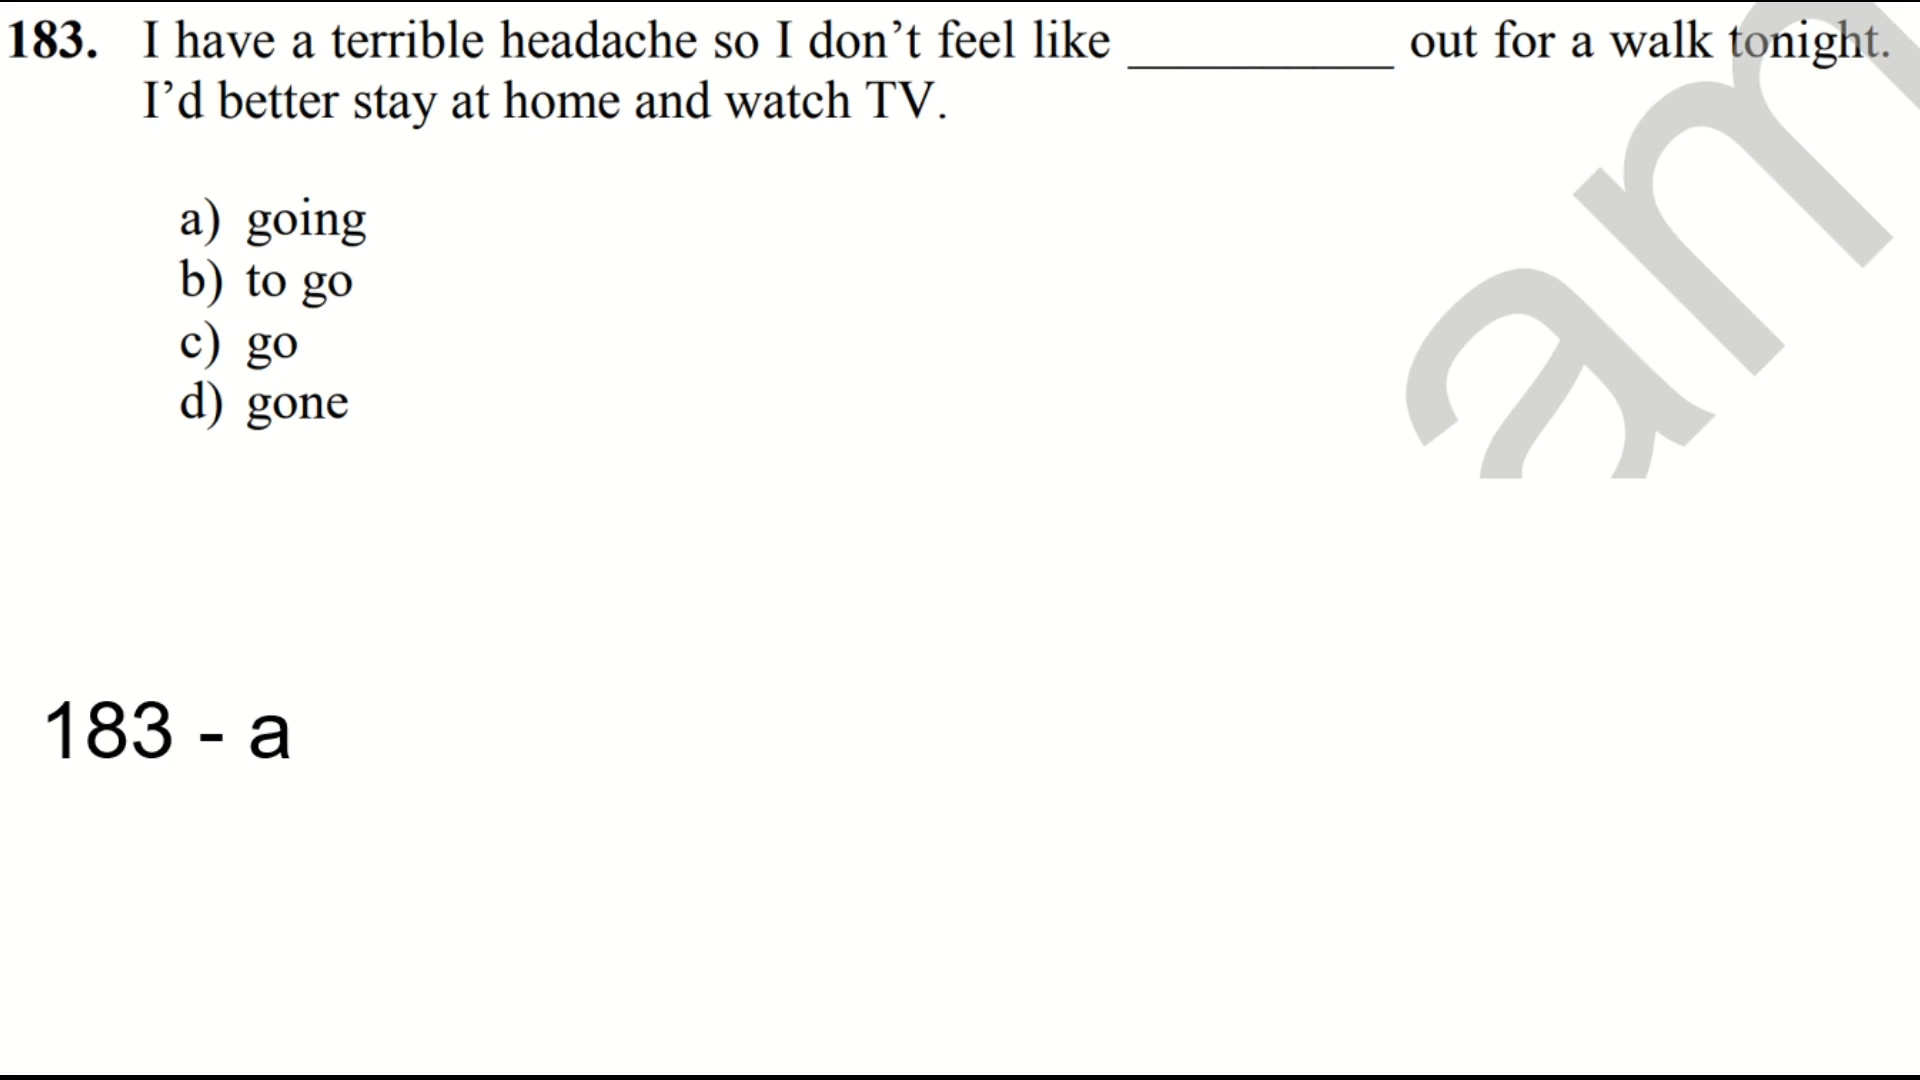 183. I have a terrible headache so I don’t feel like __________ out for a walk tonight.
I’d better stay at home and watch TV.
a) going
b) to go
c) go
d) gone
am
183 - a